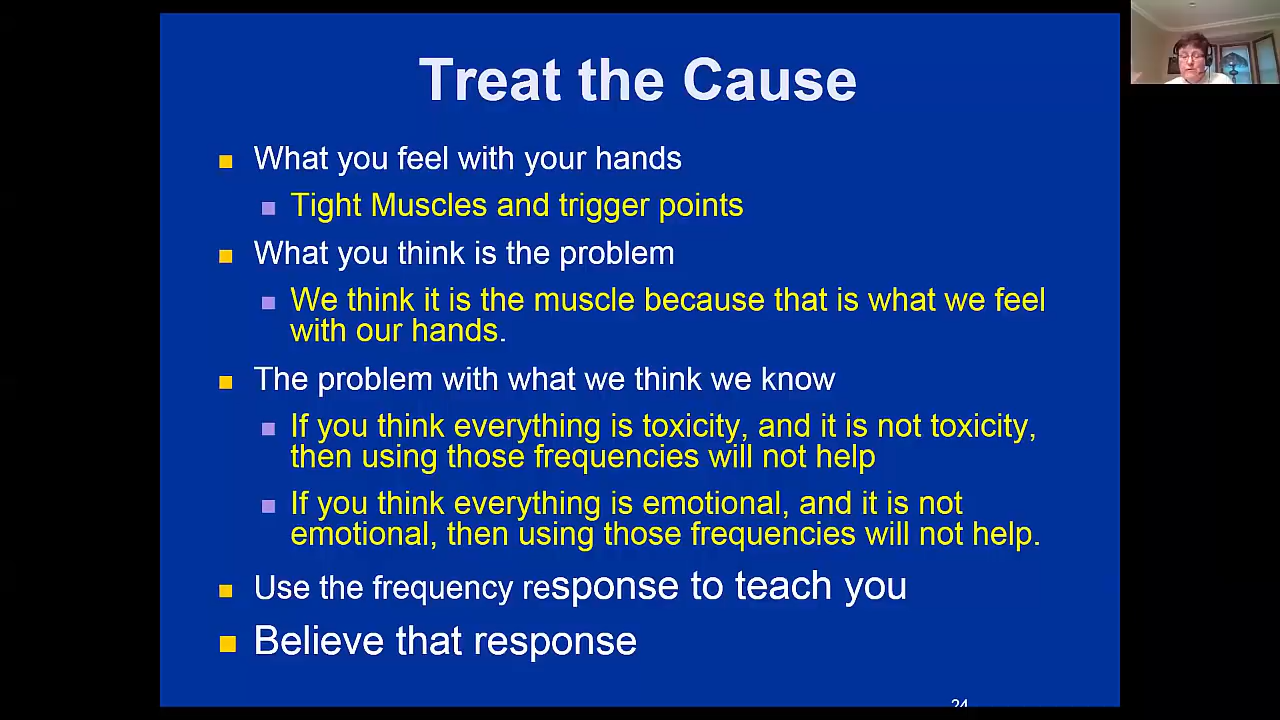 Treat the Cause
What you feel with your hands
Tight Muscles and trigger points
What you think is the problem
We think it is the muscle because that is what we feel
with our hands.
The problem with what we think we know
If you think everything is toxicity, and it is not toxicity,
then using those frequencies will not help
If you think everything is emotional, and it is not
emotional, then using those frequencies will not help.
Use the frequency response to teach you
Believe that response
24